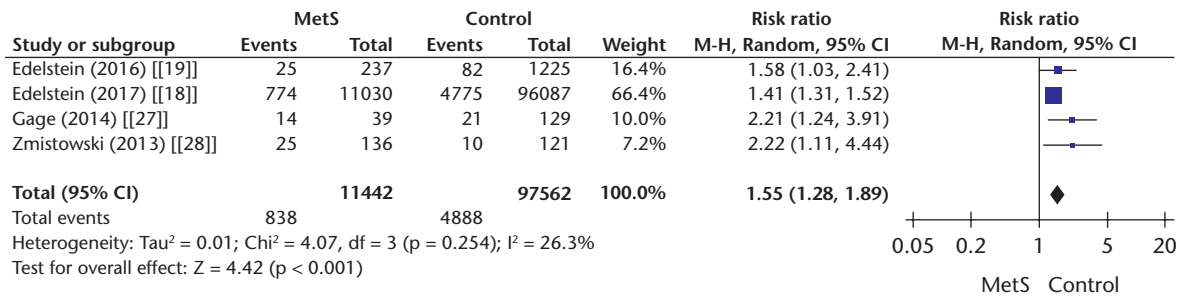 MetS Control Risk ratio Risk ratio
Study or subgroup Events Total Events Total Weight M-H, Random, 95% CI M-H, Random, 95% CI
Edelstein (2016) [[19]] 25 237 82 1225 16.4% 1.58 (1.03, 2.41)
Edelstein (2017) [[18]] 774 11030 4775 96087 66.4% 1.41 (1.31, 1.52)
Gage (2014) [[27]] 14 39 21 129 10.0% 2.21 (1.24, 3.91)
Zmistowski (2013) [[28]] 25 136 10 121 7.2% 2.22 (1.11, 4.44)
Total (95% CI) 11442 97562 100.0% 1.55 (1.28, 1.89)
Total events 838 4888
Heterogeneity: Tau² = 0.01; Chi² = 4.07, df = 3 (p = 0.254); I² = 26.3%
Test for overall effect: Z = 4.42 (p < 0.001)
0.05 0.2 1 5 20
MetS Control